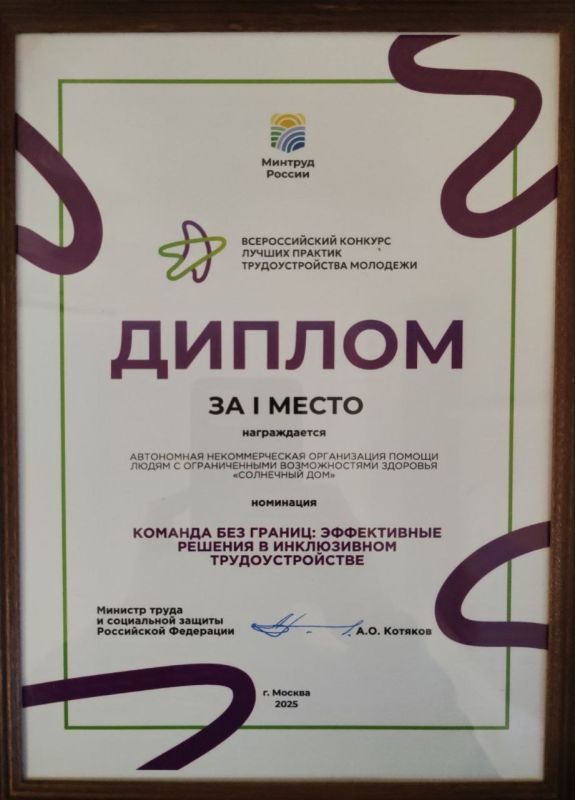 Минтруд
России
ВСЕРОССИЙСКИЙ КОНКУРС
ЛУЧШИХ ПРАКТИК
ТРУДОУСТРОЙСТВА МОЛОДЕЖИ
ДИПЛОМ
ЗА I МЕСТО
награждается
АВТОНОМНАЯ НЕКОММЕРЧЕСКАЯ ОРГАНИЗАЦИЯ ПОМОЩИ
ЛЮДЯМ С ОГРАНИЧЕННЫМИ ВОЗМОЖНОСТЯМИ ЗДОРОВЬЯ
«СОЛНЕЧНЫЙ ДОМ»
номинация
КОМАНДА БЕЗ ГРАНИЦ: ЭФФЕКТИВНЫЕ
РЕШЕНИЯ В ИНКЛЮЗИВНОМ
ТРУДОУСТРОЙСТВЕ
Министр труда
и социальной защиты
Российской Федерации
А.О. Котяков
г. Москва
2025